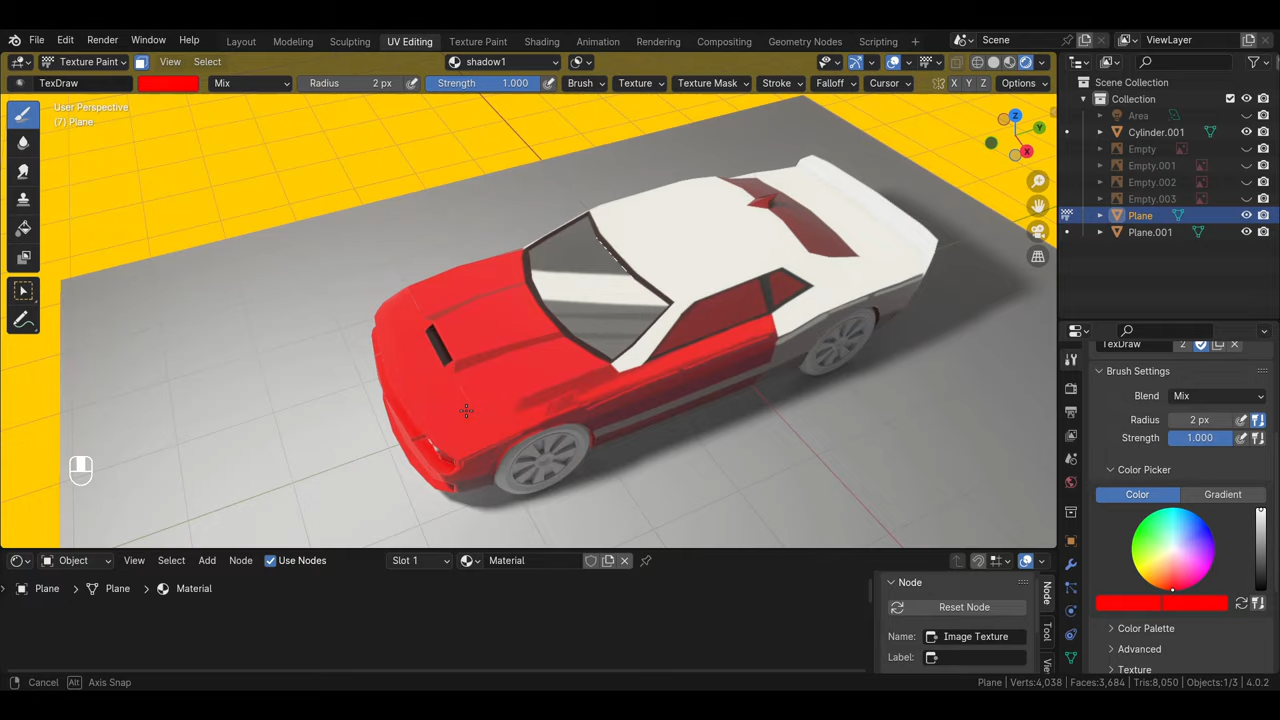 File Edit Render Window Help Layout Modeling Sculpting UV Editing Texture Paint Shading Animation Rendering Compositing Geometry Nodes Scripting + Scene ViewLayer
Texture Paint View Select shadow1
TexDraw Mix Radius 2 px Strength 1.000 Brush Texture Texture Mask Stroke Falloff Cursor X Y Z Options
User Perspective
(7) Plane
Z
Y
X
Scene Collection
Collection
Area
Cylinder.001
Empty
Empty.001
Empty.002
Empty.003
Plane
Plane.001
TexDraw 2
Brush Settings
Blend Mix
Radius 2 px
Strength 1.000
Color Picker
Color Gradient
Color Palette
Advanced
Texture
Object View Select Add Node Use Nodes Slot 1 Material
Plane > Plane > Material
Node
Reset Node
Name: Image Texture
Label:
Node
Tool
Cancel Alt Axis Snap
Plane | Verts:4,038 | Faces:3,684 | Tris:8,050 | Objects:1/3 | 4.0.2